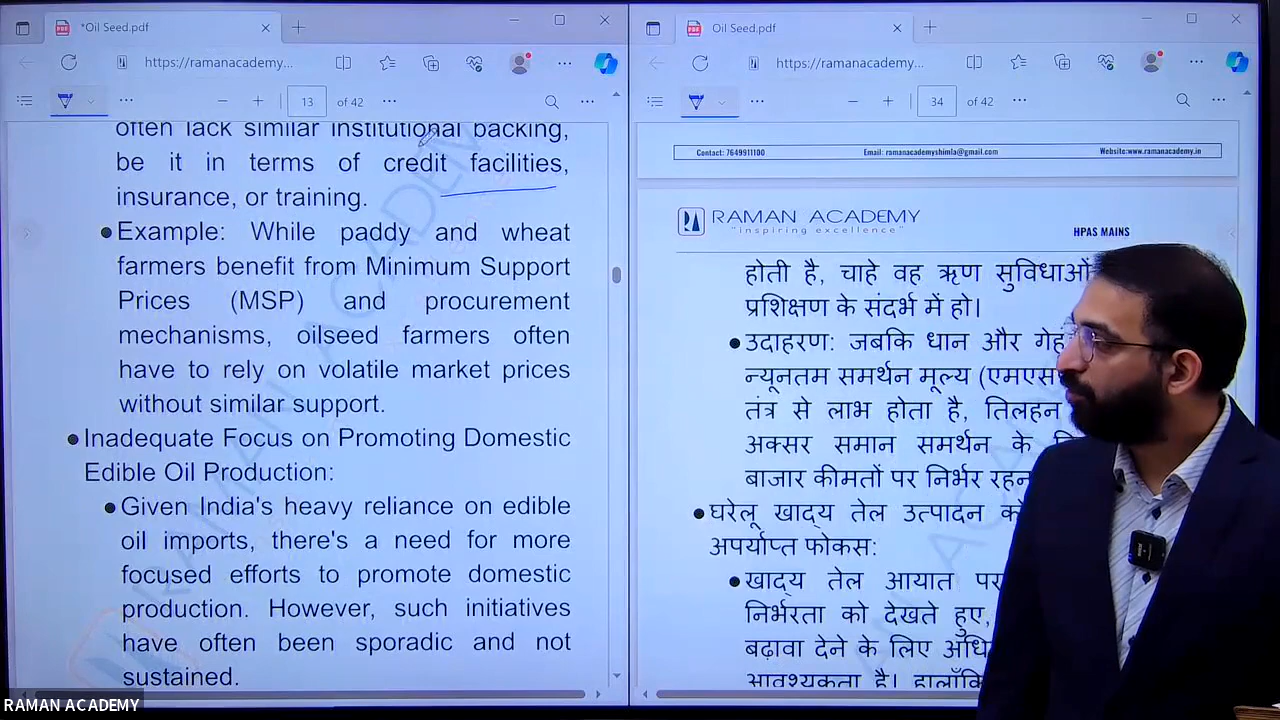 *Oil Seed.pdf
https://ramanacademy...
13 of 42
often lack similar institutional backing,
be it in terms of credit facilities,
insurance, or training.
Example: While paddy and wheat
farmers benefit from Minimum Support
Prices (MSP) and procurement
mechanisms, oilseed farmers often
have to rely on volatile market prices
without similar support.
Inadequate Focus on Promoting Domestic
Edible Oil Production:
Given India's heavy reliance on edible
oil imports, there's a need for more
focused efforts to promote domestic
production. However, such initiatives
have often been sporadic and not
sustained.
RAMAN ACADEMY
Oil Seed.pdf
https://ramanacademy...
34 of 42
Contact: 7649911100 Email: ramanacademyshimla@gmail.com Website:www.ramanacademy.in
RAMAN ACADEMY
"inspiring excellence"
HPAS MAINS
होती है, चाहे वह ऋण सुविधाओं
प्रशिक्षण के संदर्भ में हो।
उदाहरण: जबकि धान और
न्यूनतम समर्थन मूल्य
तंत्र से लाभ होता है, तिलहन
अक्सर समान समर्थन के
बाजार कीमतों पर निर्भर
घरेलू खाद्य तेल उत्पादन
अपर्याप्त फोकस:
खाद्य तेल आयात पर
निर्भरता को देखते हुए,
बढ़ावा देने के लिए
आवश्यकता है।